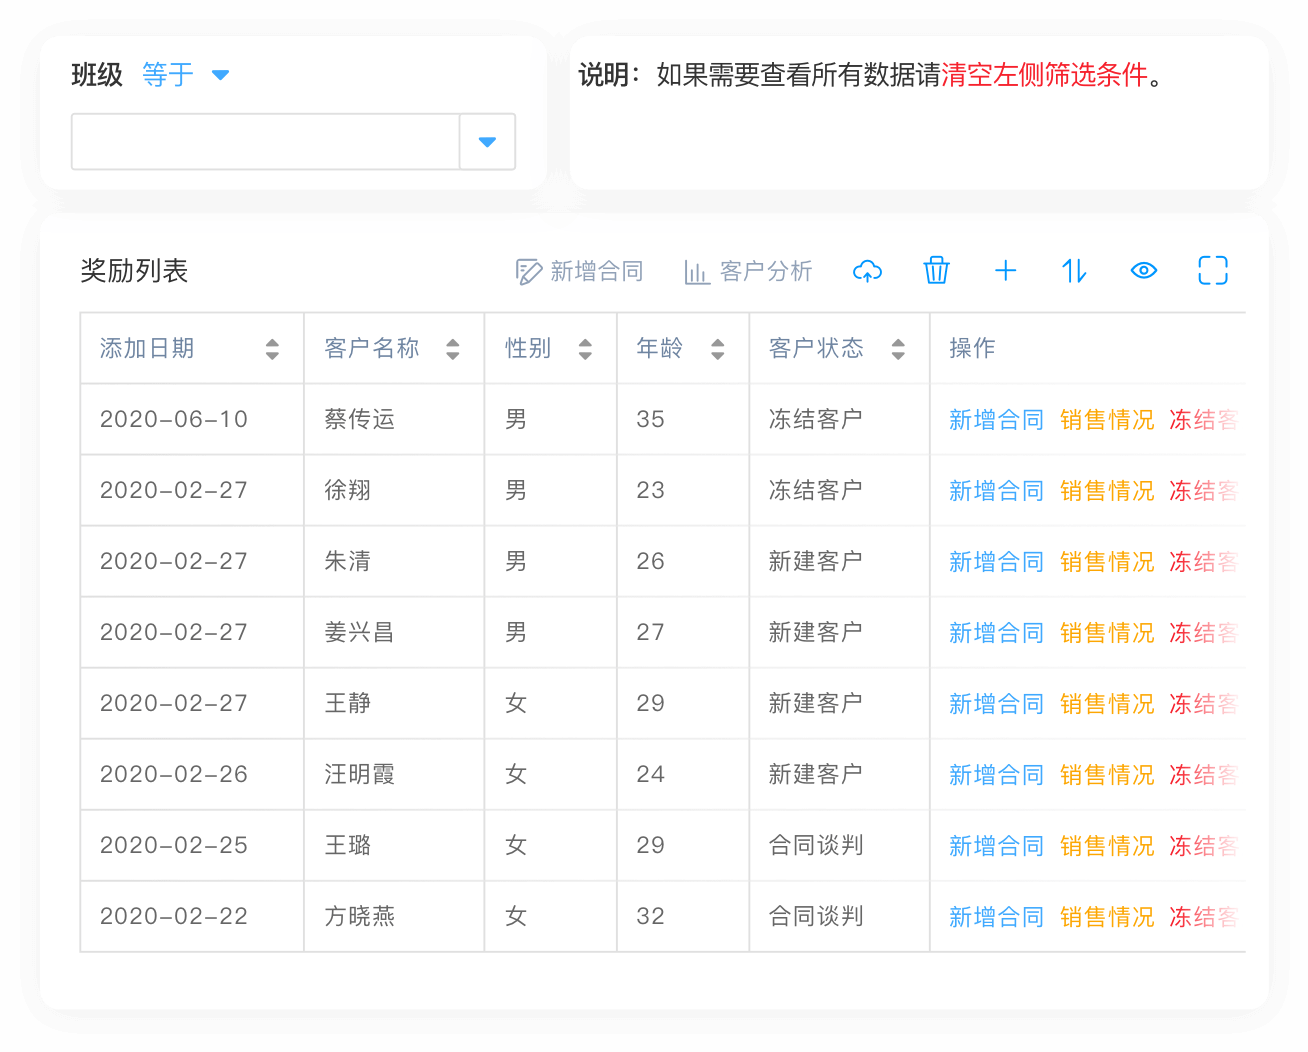 班级 等于
说明：如果需要查看所有数据请清空左侧筛选条件。
奖励列表 新增合同 客户分析
添加日期 客户名称 性别 年龄 客户状态 操作
2020-06-10 蔡传运 男 35 冻结客户 新增合同 销售情况 冻结客
2020-02-27 徐翔 男 23 冻结客户 新增合同 销售情况 冻结客
2020-02-27 朱清 男 26 新建客户 新增合同 销售情况 冻结客
2020-02-27 姜兴昌 男 27 新建客户 新增合同 销售情况 冻结客
2020-02-27 王静 女 29 新建客户 新增合同 销售情况 冻结客
2020-02-26 汪明霞 女 24 新建客户 新增合同 销售情况 冻结客
2020-02-25 王璐 女 29 合同谈判 新增合同 销售情况 冻结客
2020-02-22 方晓燕 女 32 合同谈判 新增合同 销售情况 冻结客